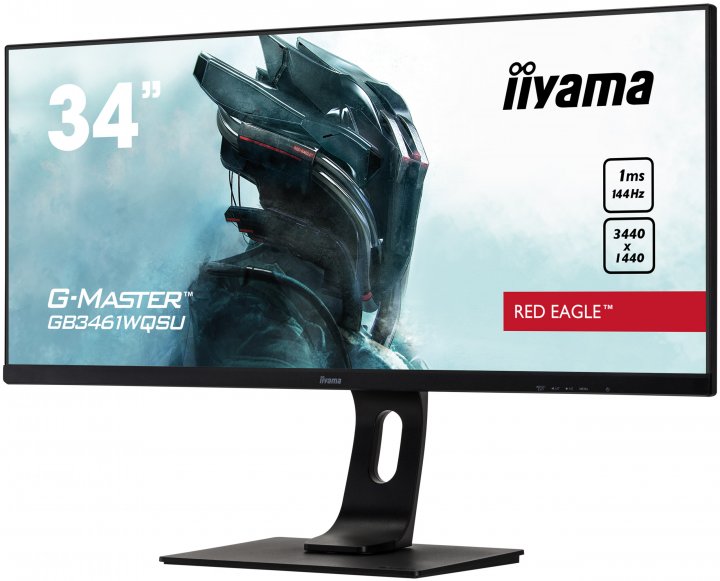 34”
iiyama
1ms
144Hz
3440
x
1440
G-MASTER™
GB3461WQSU
RED EAGLE™
iiyama